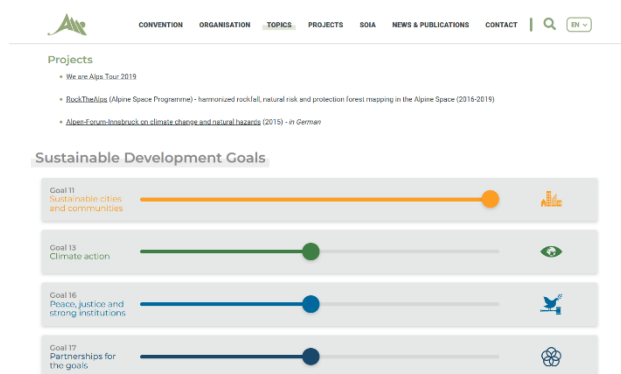 CONVENTION ORGANISATION TOPICS PROJECTS SOIA NEWS & PUBLICATIONS CONTACT EN
Projects
We are Alps Tour 2019
RockTheAlps (Alpine Space Programme) - harmonized rockfall, natural risk and protection forest mapping in the Alpine Space (2016-2019)
Alpen-Forum-Innsbruck on climate change and natural hazards (2015) - in German
Sustainable Development Goals
Goal 11
Sustainable cities
and communities
Goal 13
Climate action
Goal 16
Peace, justice and
strong institutions
Goal 17
Partnerships for
the goals